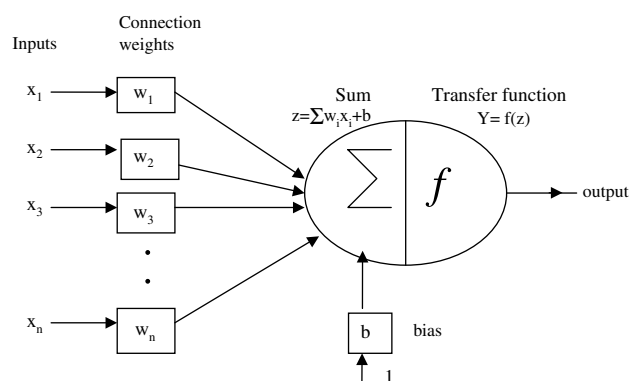 Connection
weights
Inputs
x1
w1
Sum
z=∑wixi+b
Transfer function
Y= f(z)
x2
w2
x3
w3
∑
f
output
xn
wn
b
bias
1